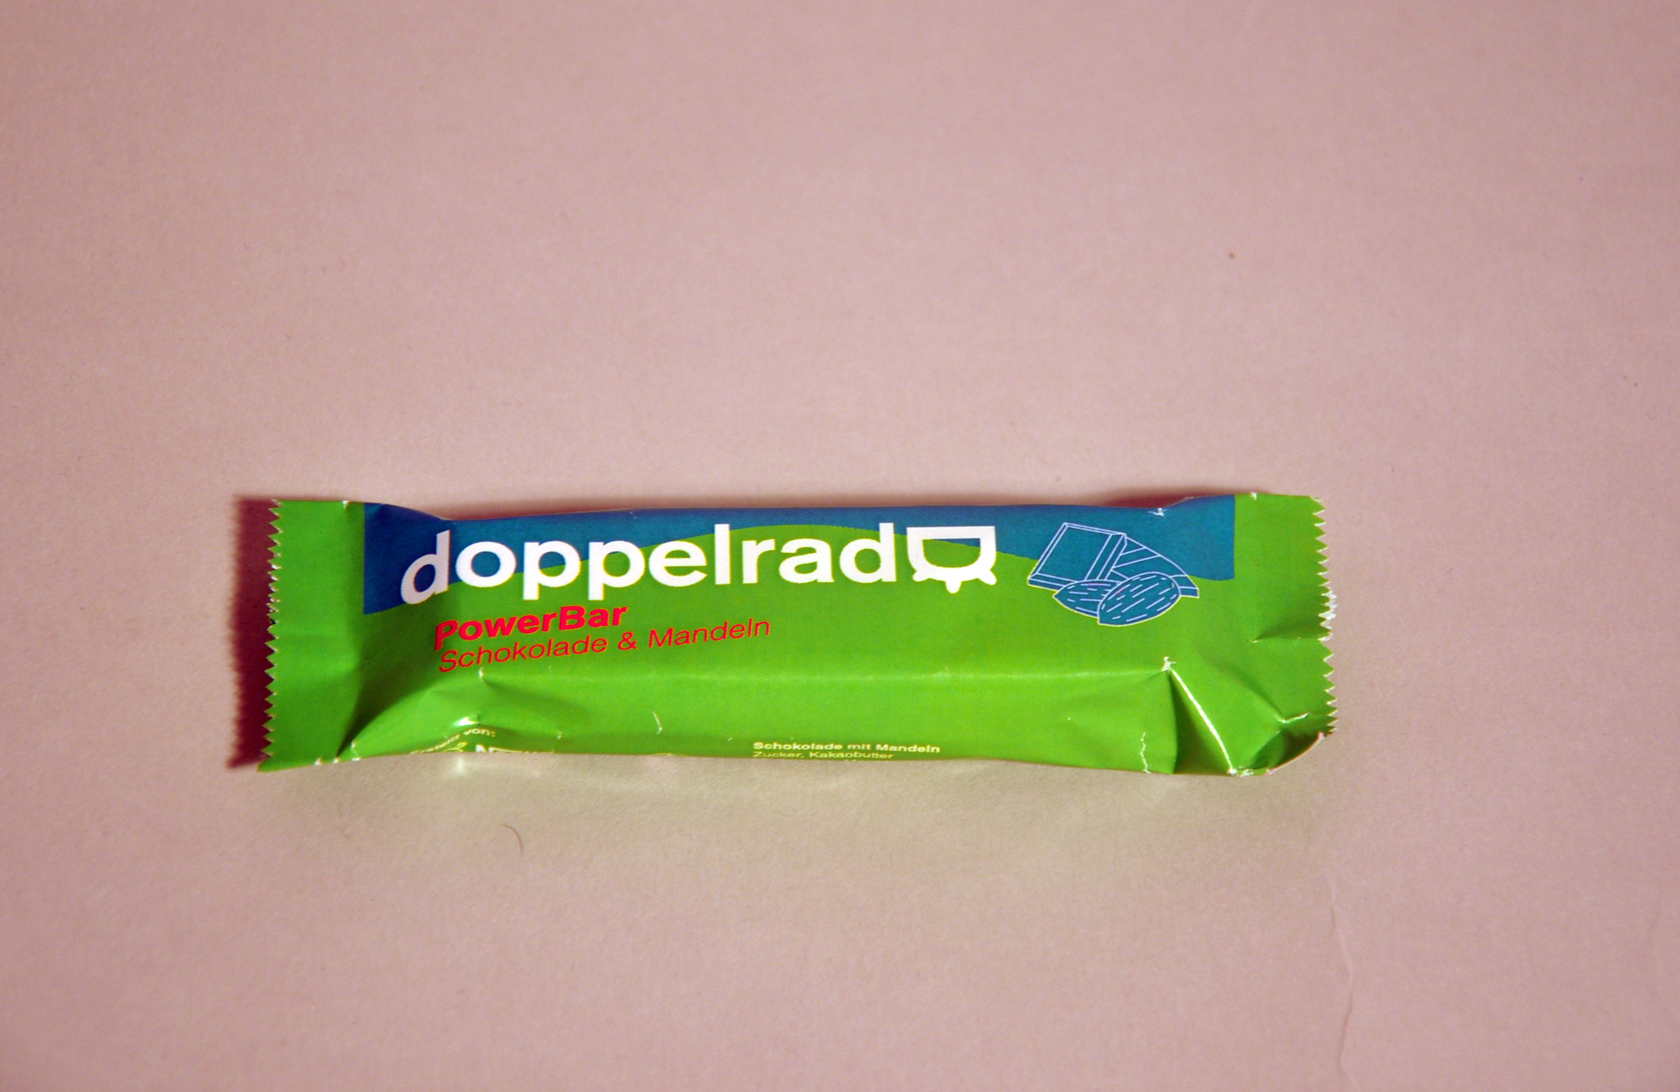 doppelrad
PowerBar
Schokolade & Mandeln
Schokolade mit Mandeln
Zucker, Kakaobutter